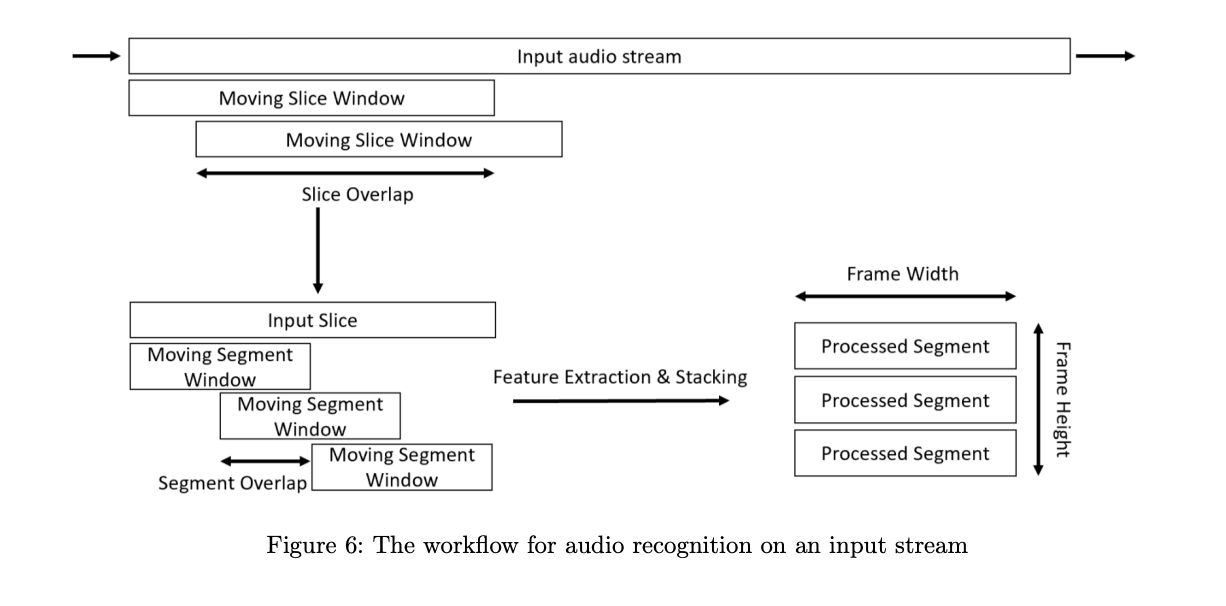 Input audio stream
Moving Slice Window
Moving Slice Window
Slice Overlap
Input Slice
Moving Segment
Window
Moving Segment
Window
Moving Segment
Window
Segment Overlap
Feature Extraction & Stacking
Frame Width
Processed Segment
Processed Segment
Processed Segment
Frame Height
Figure 6: The workflow for audio recognition on an input stream